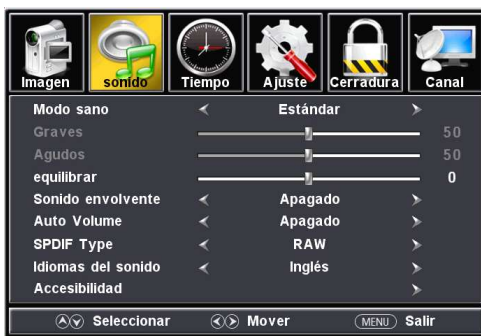 Imagen sonido Tiempo Ajuste Cerradura Canal
Modo sano Estándar
Graves 50
Agudos 50
equilibrar 0
Sonido envolvente Apagado
Auto Volume Apagado
SPDIF Type RAW
Idiomas del sonido Inglés
Accesibilidad
Seleccionar Mover MENU Salir